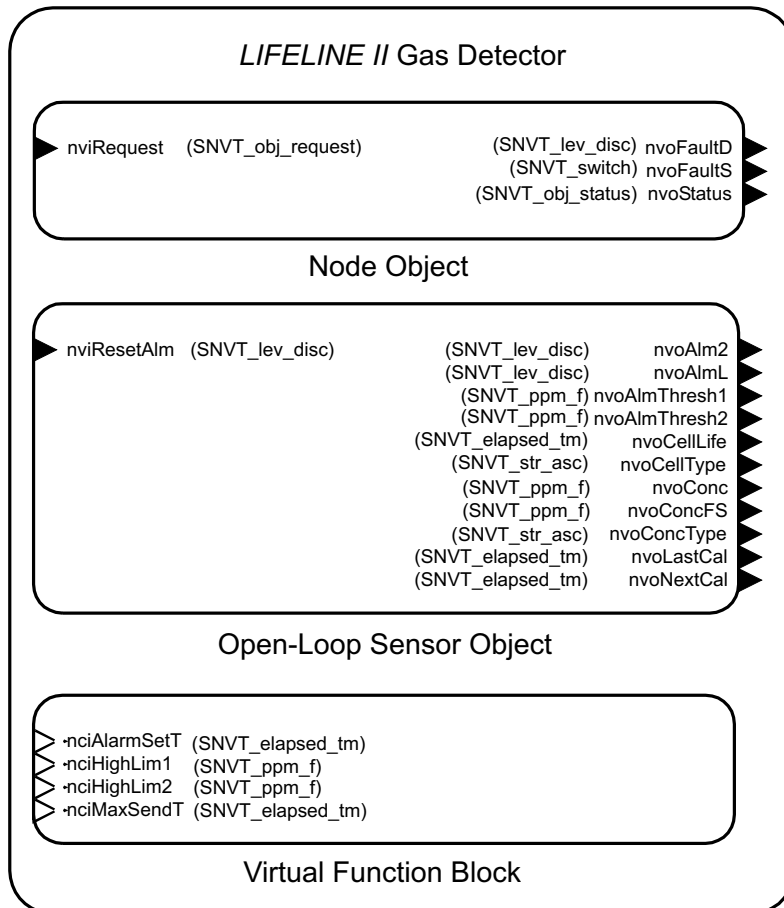 LIFELINE II Gas Detector
nviRequest (SNVT_obj_request) (SNVT_lev_disc) nvoFaultD
(SNVT_switch) nvoFaultS
(SNVT_obj_status) nvoStatus
Node Object
nviResetAlm (SNVT_lev_disc) (SNVT_lev_disc) nvoAlm2
(SNVT_lev_disc) nvoAlmL
(SNVT_ppm_f) nvoAlmThresh1
(SNVT_ppm_f) nvoAlmThresh2
(SNVT_elapsed_tm) nvoCellLife
(SNVT_str_asc) nvoCellType
(SNVT_ppm_f) nvoConc
(SNVT_ppm_f) nvoConcFS
(SNVT_str_asc) nvoConcType
(SNVT_elapsed_tm) nvoLastCal
(SNVT_elapsed_tm) nvoNextCal
Open-Loop Sensor Object
nciAlarmSetT (SNVT_elapsed_tm)
nciHighLim1 (SNVT_ppm_f)
nciHighLim2 (SNVT_ppm_f)
nciMaxSendT (SNVT_elapsed_tm)
Virtual Function Block